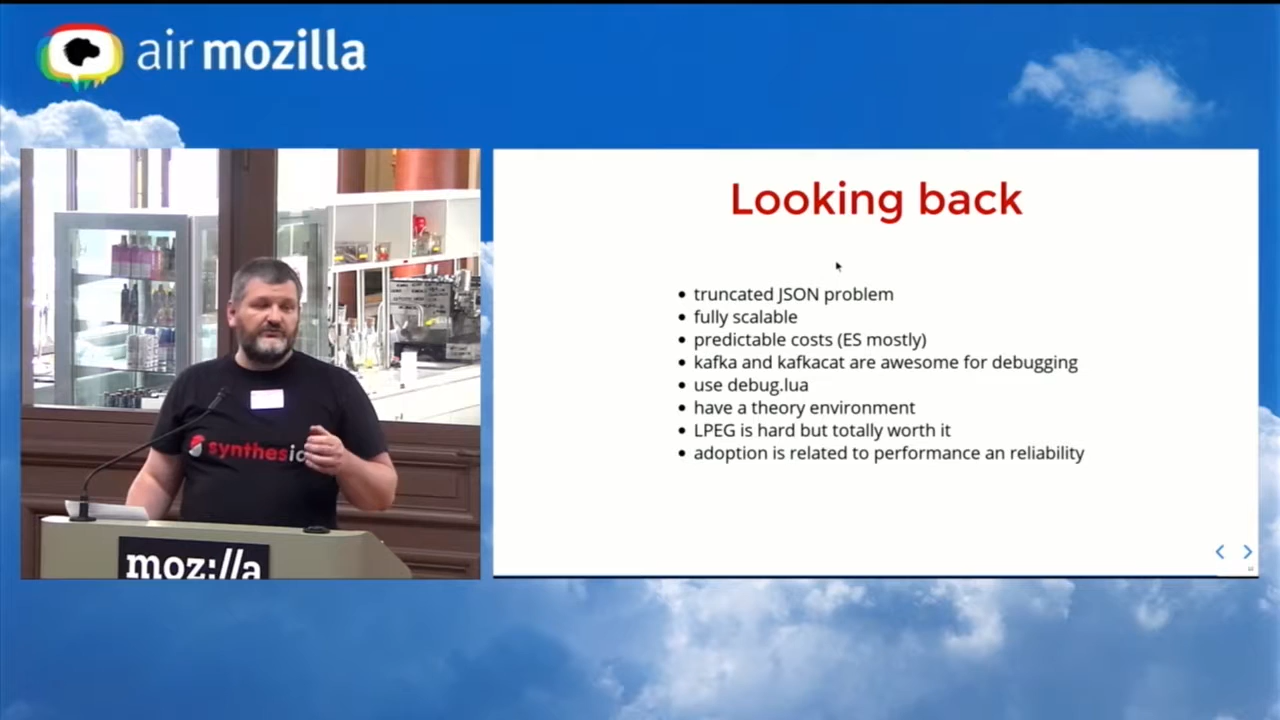 air mozilla
Looking back
truncated JSON problem
fully scalable
predictable costs (ES mostly)
kafka and kafkacat are awesome for debugging
use debug.lua
have a theory environment
LPEG is hard but totally worth it
adoption is related to performance an reliability
synthesio
moz://a